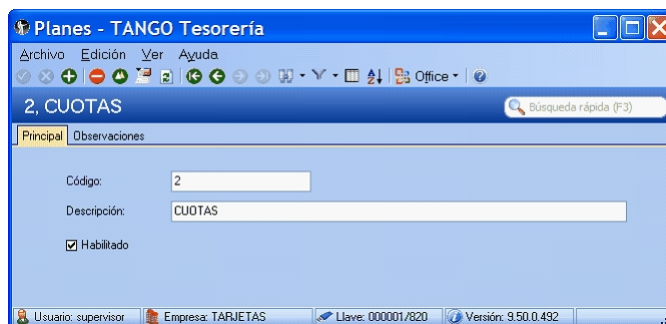 Planes - TANGO Tesorería
Archivo Edición Ver Ayuda
Office
2, CUOTAS
Búsqueda rápida (F3)
Principal Observaciones
Código: 2
Descripción: CUOTAS
Habilitado
Usuario: supervisor Empresa: TARJETAS Llave: 000001/820 Versión: 9.50.0.492